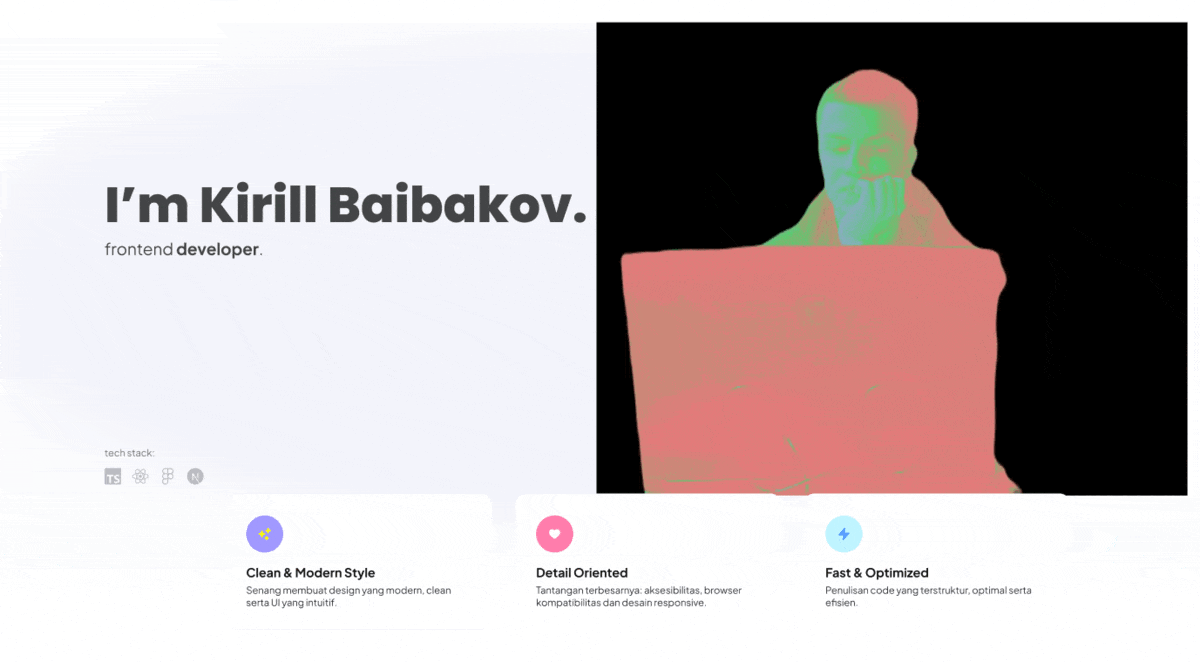 I’m Kirill Baibakov.
frontend developer.
tech stack:
TS
N
Clean & Modern Style
Senang membuat design yang modern, clean
serta UI yang intuitif.
Detail Oriented
Tantangan terbesarnya: aksesibilitas, browser
kompatibilitas dan desain responsive.
Fast & Optimized
Penulisan code yang terstruktur, optimal serta
efisien.